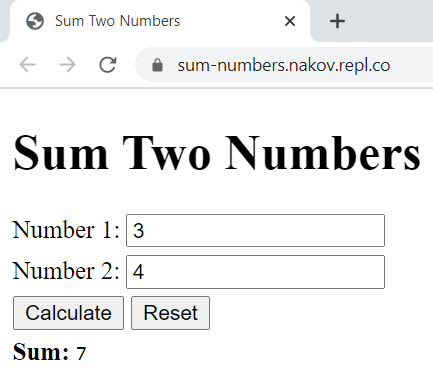 Sum Two Numbers
sum-numbers.nakov.repl.co
Sum Two Numbers
Number 1: 3
Number 2: 4
Calculate Reset
Sum: 7